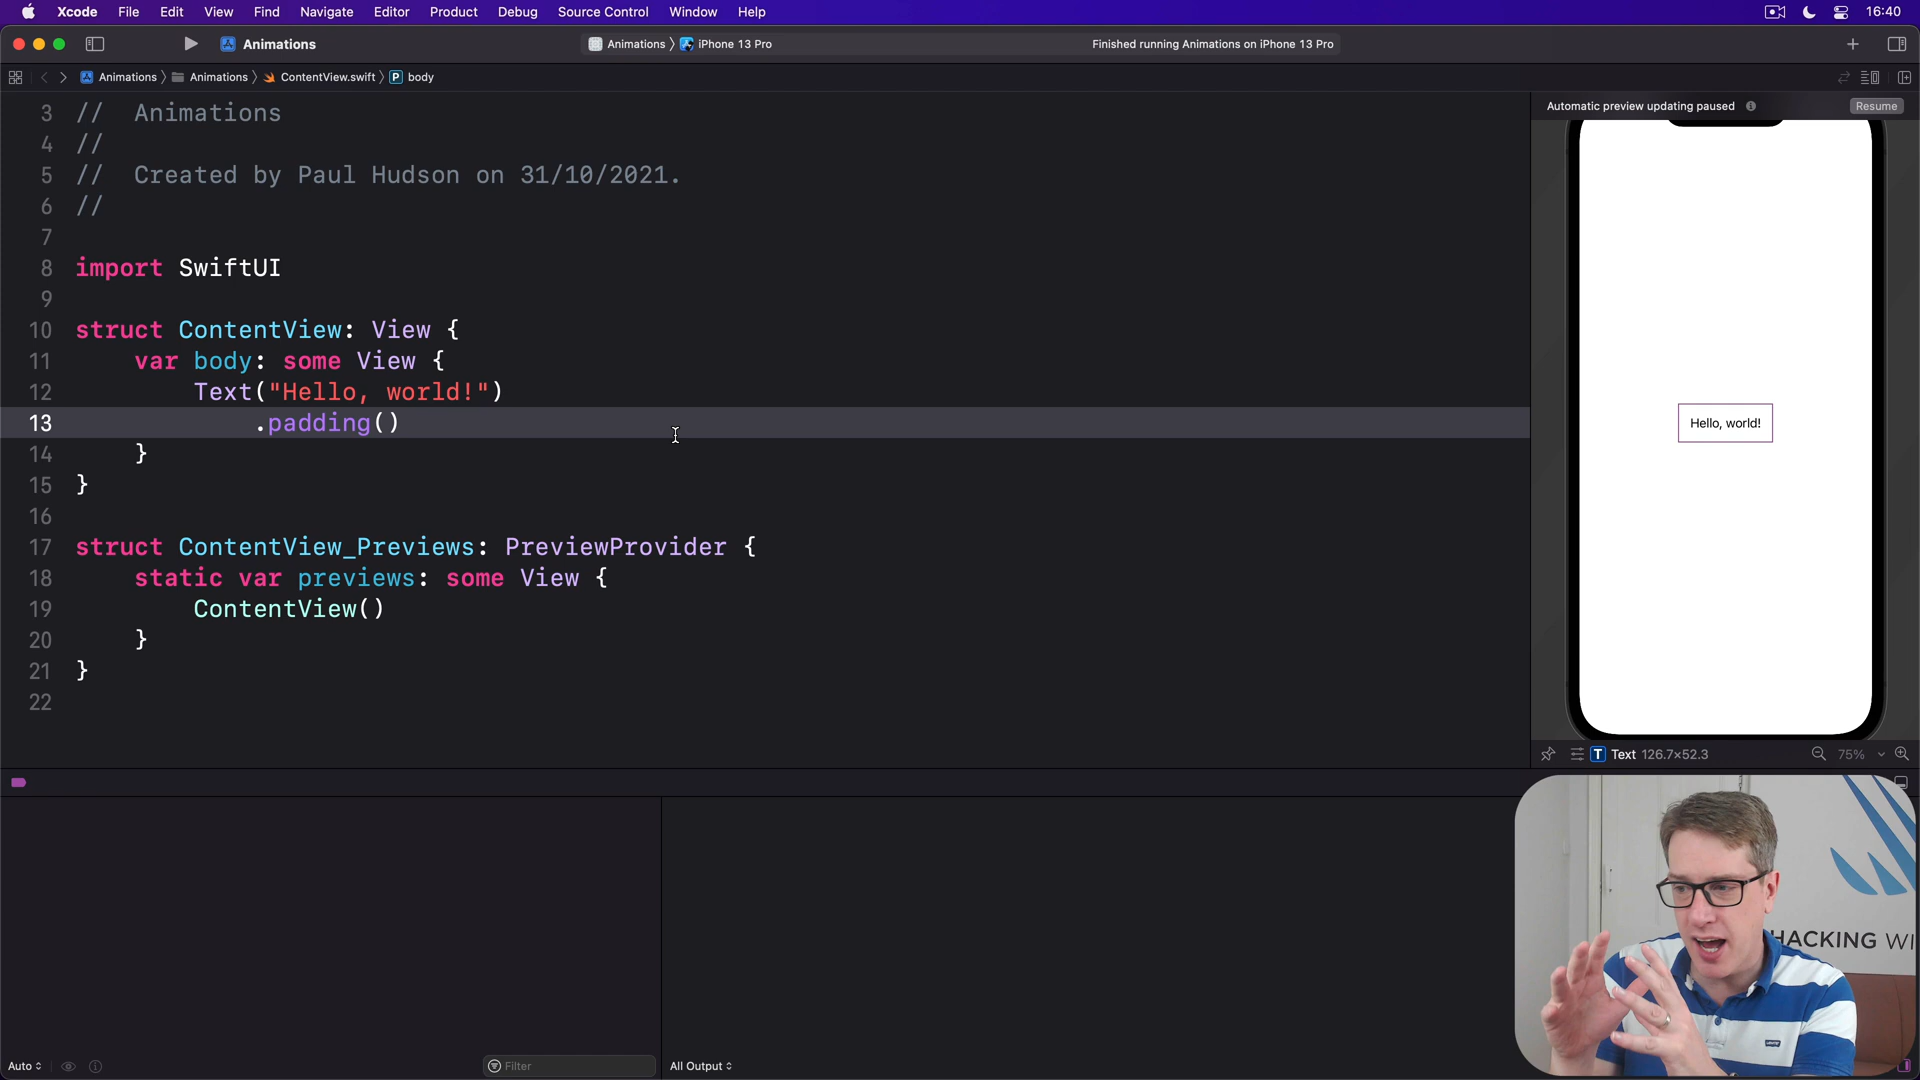 Xcode File Edit View Find Navigate Editor Product Debug Source Control Window Help 16:40
Animations Animations iPhone 13 Pro Finished running Animations on iPhone 13 Pro
Animations Animations ContentView.swift P body
3 // Animations
4 //
5 // Created by Paul Hudson on 31/10/2021.
6 //
7
8 import SwiftUI
9
10 struct ContentView: View {
11 var body: some View {
12 Text("Hello, world!")
13 .padding()
14 }
15 }
16
17 struct ContentView_Previews: PreviewProvider {
18 static var previews: some View {
19 ContentView()
20 }
21 }
22
Automatic preview updating paused Resume
Hello, world!
T Text 126.7×52.3 75%
HACKING WI
Auto Filter All Output